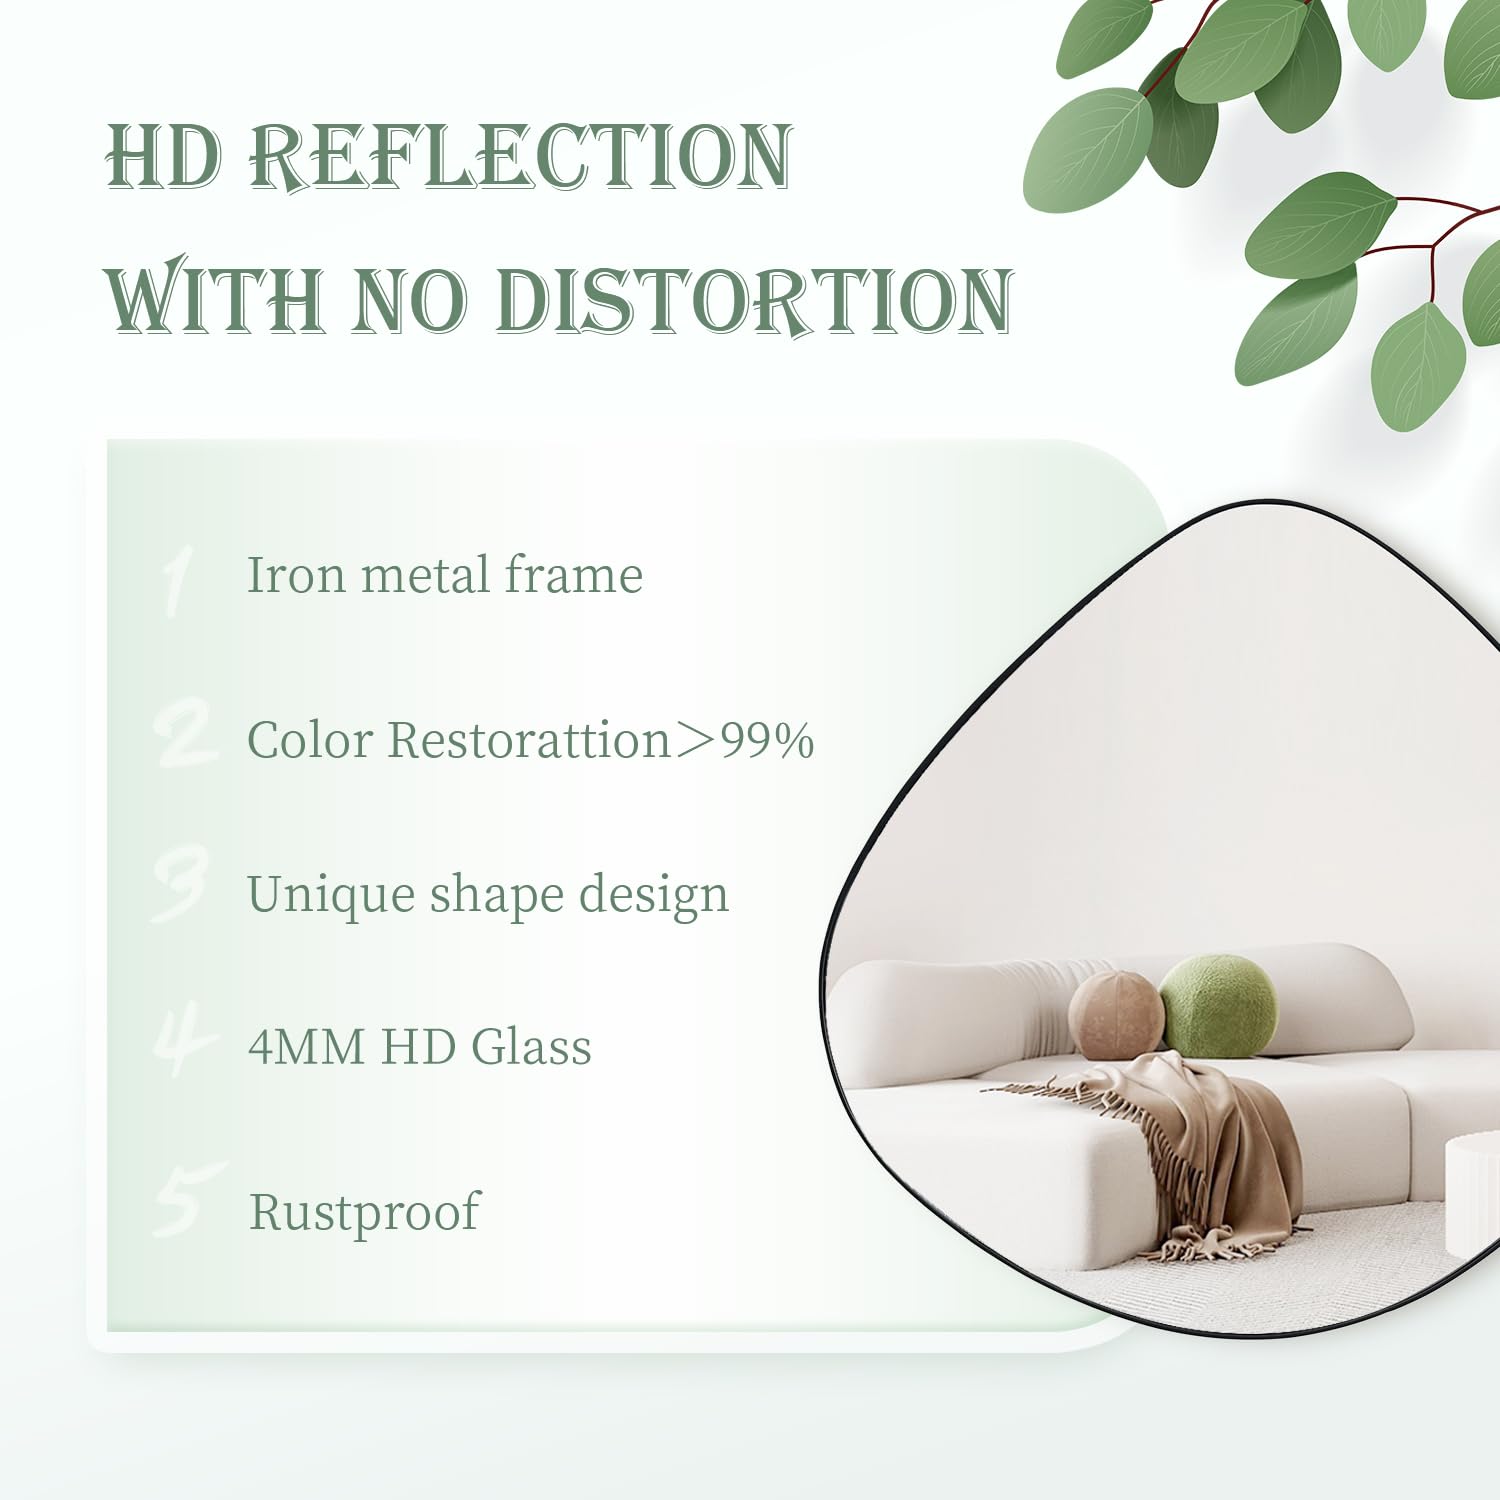 HD REFLECTION
WITH NO DISTORTION
1 Iron metal frame
2 Color Restorattion＞99%
3 Unique shape design
4 4MM HD Glass
5 Rustproof